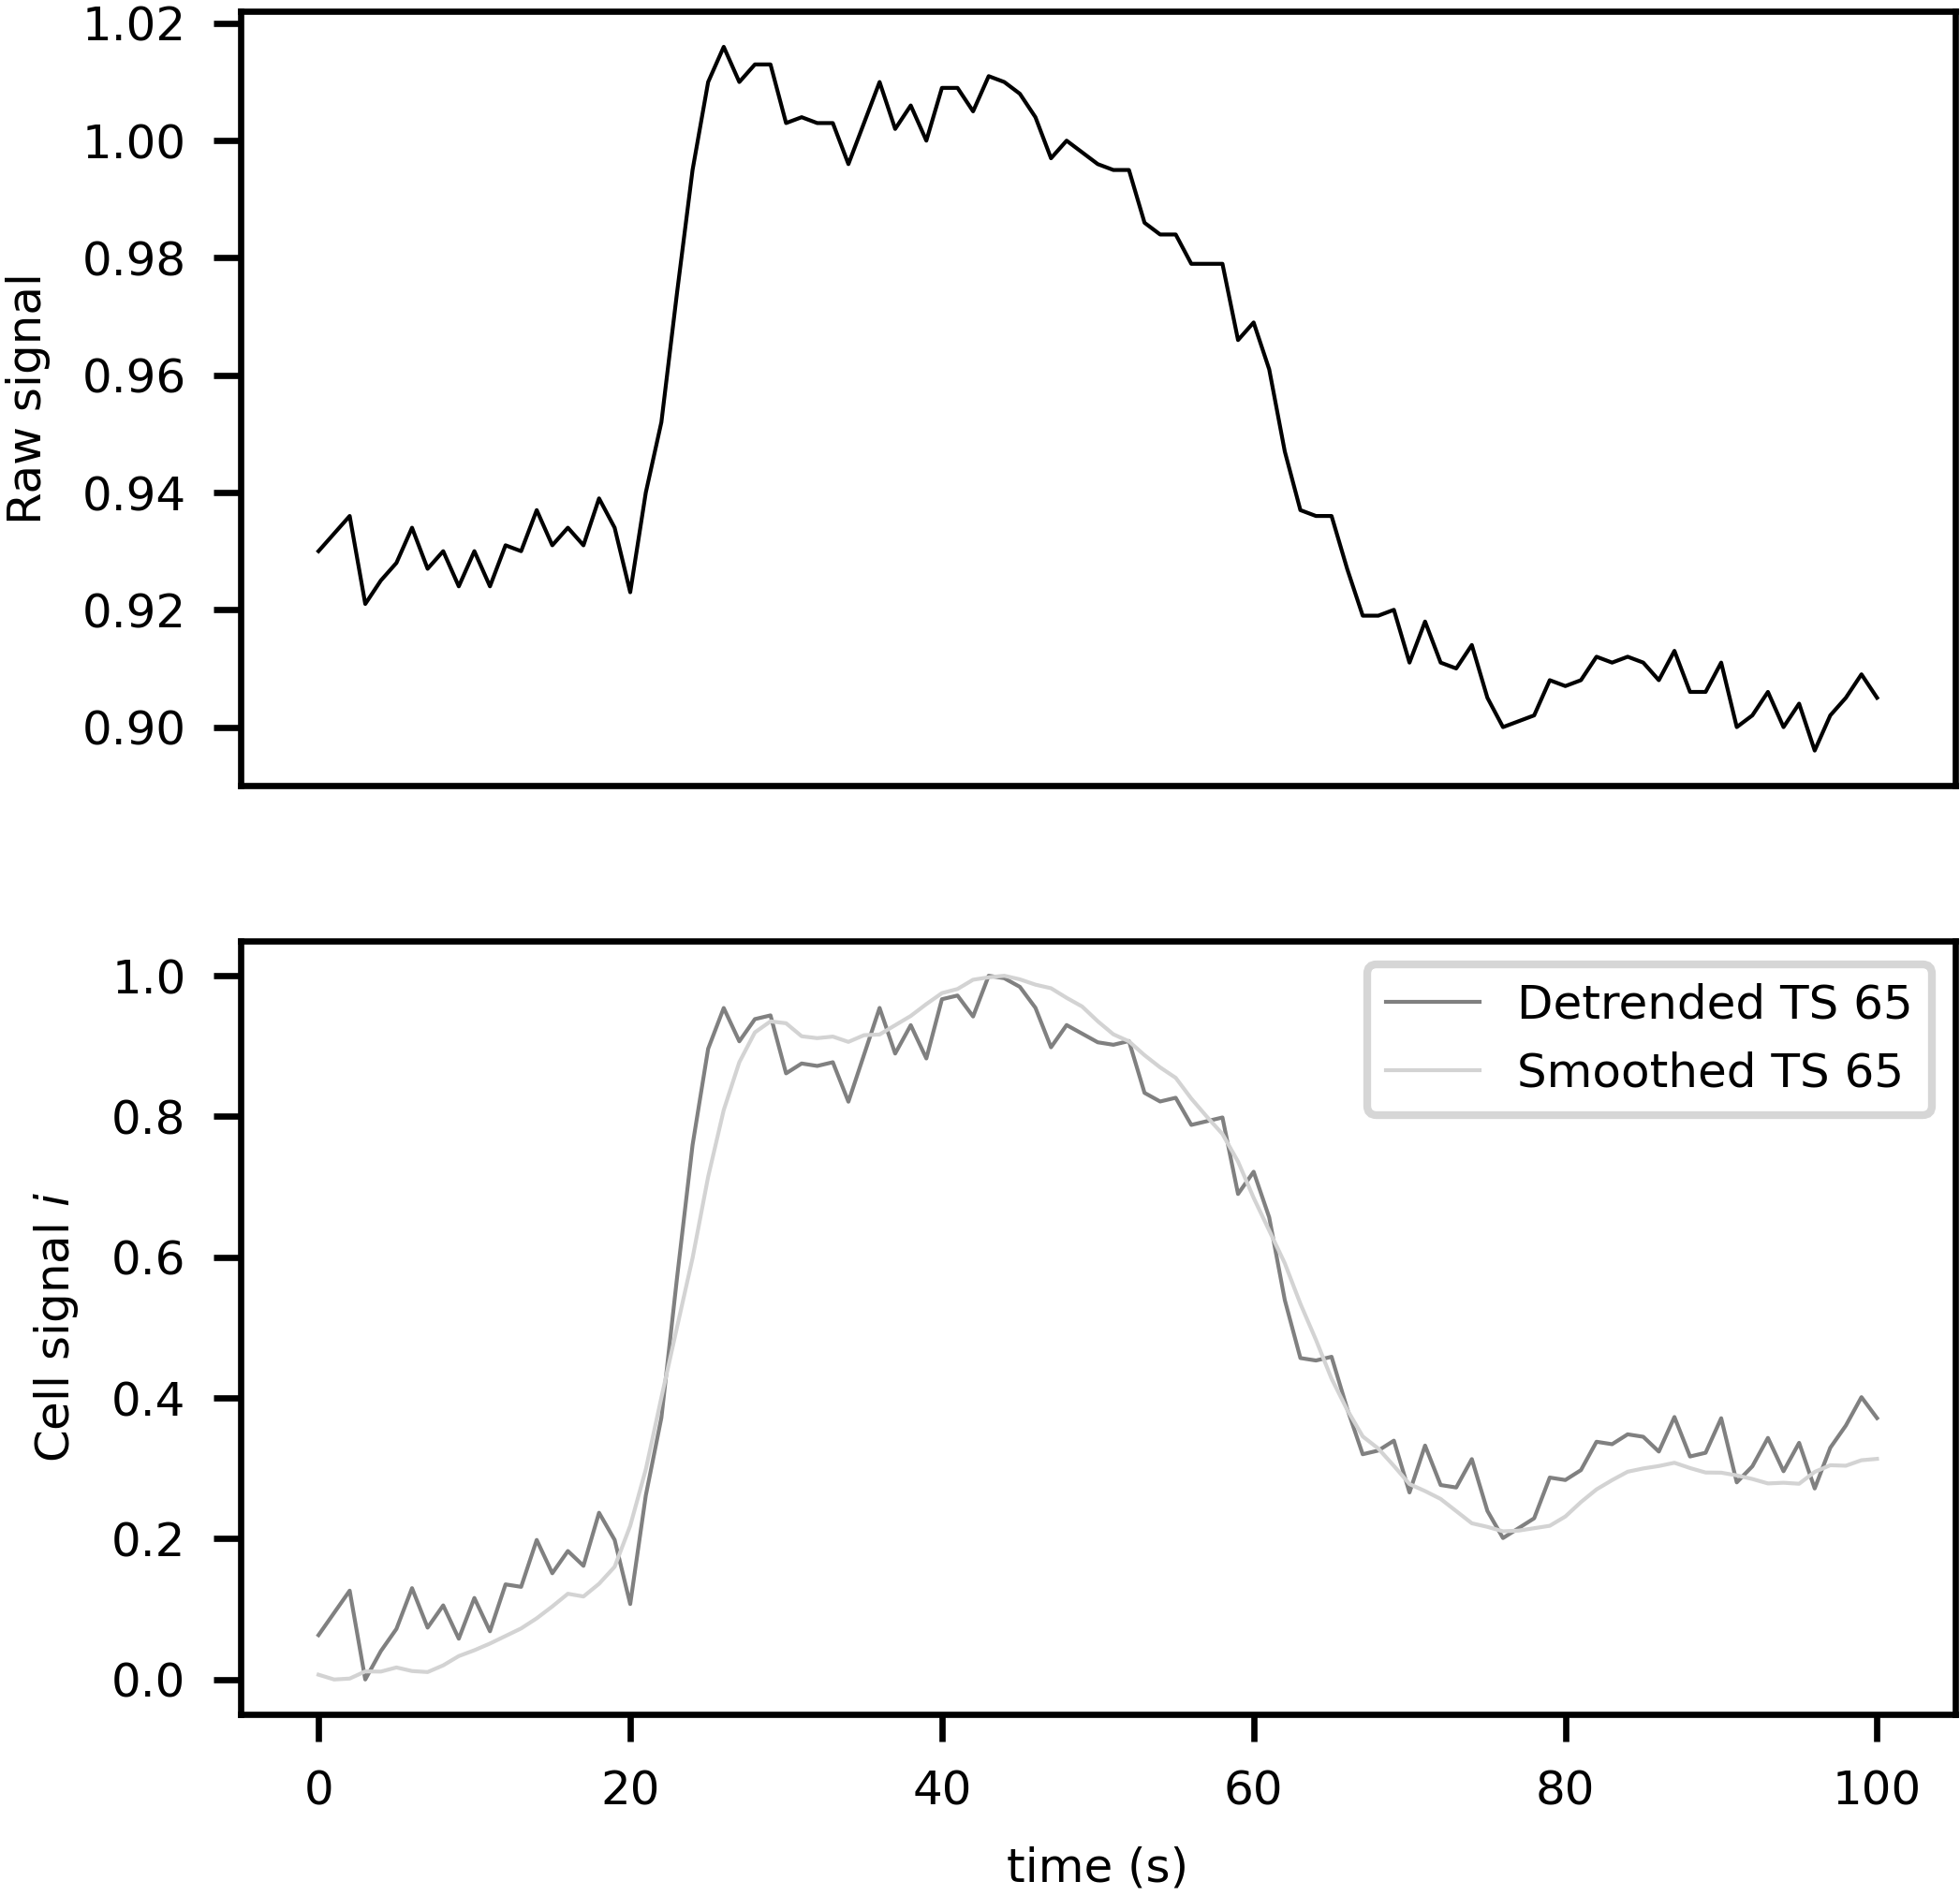 Raw signal
1.02
1.00
0.98
0.96
0.94
0.92
0.90
Cell signal i
1.0
0.8
0.6
0.4
0.2
0.0
Detrended TS 65
Smoothed TS 65
0 20 40 60 80 100
time (s)